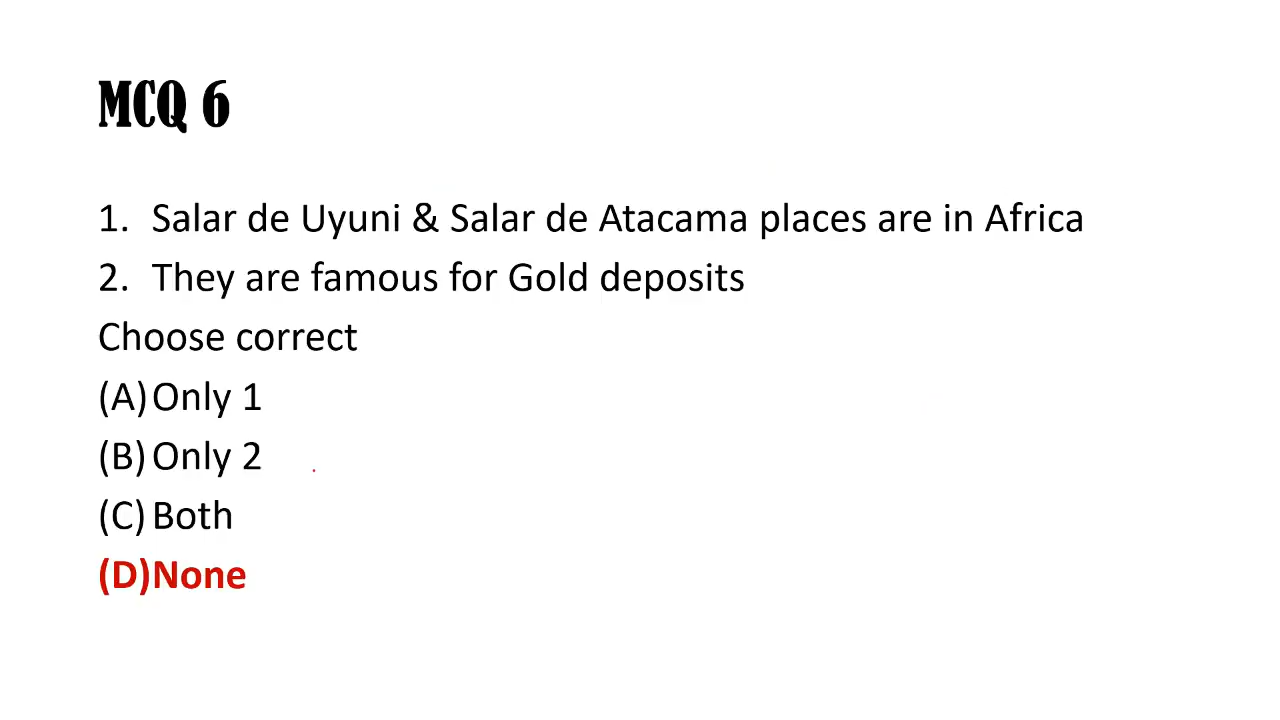 MCQ 6
1. Salar de Uyuni & Salar de Atacama places are in Africa
2. They are famous for Gold deposits
Choose correct
(A) Only 1
(B) Only 2
(C) Both
(D) None